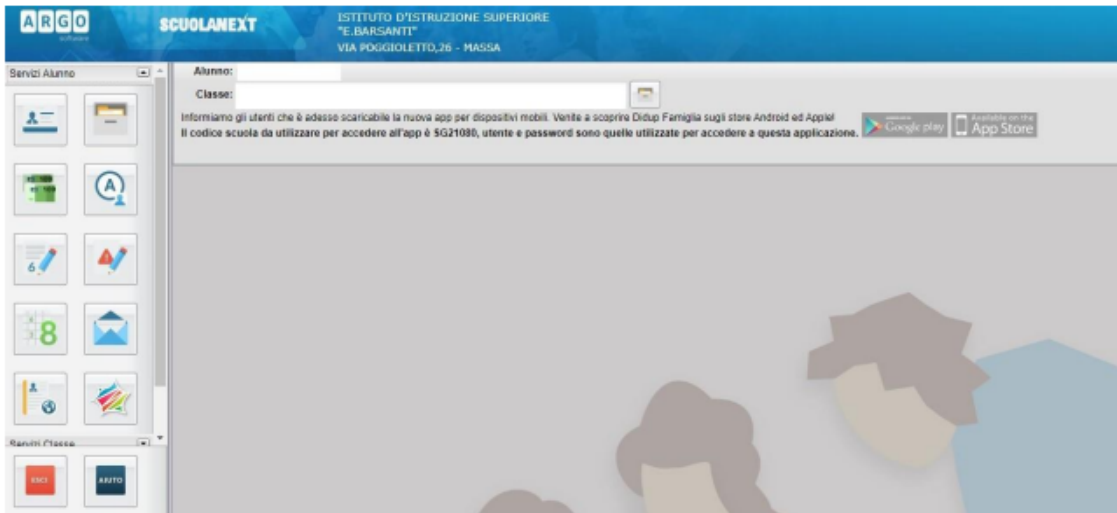 ARGO
software
SCUOLANEXT
ISTITUTO D'ISTRUZIONE SUPERIORE
"E.BARSANTI"
VIA POGGIOLETTO,26 - MASSA
Servizi Alunno
Alunno:
Classe:
Informiamo gli utenti che è adesso scaricabile la nuova app per dispositivi mobili. Venite a scoprire Didup Famiglia sugli store Android ed Apple!
Il codice scuola da utilizzare per accedere all'app è SG21080, utente e password sono quelle utilizzate per accedere a questa applicazione.
Google play
Available on the
App Store
A
6
8
Servizi Classe
ESCI
AIUTO